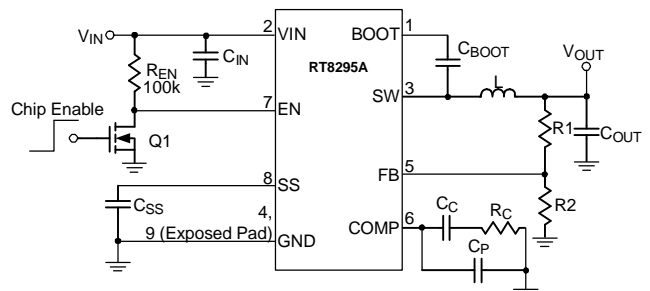 VIN
2
VIN
BOOT
1
CIN
CBOOT
VOUT
REN
100k
RT8295A
SW
3
L
Chip Enable
7
EN
R1
COUT
Q1
FB
5
8
SS
R2
CSS
4,
9 (Exposed Pad)
GND
COMP
6
CC
RC
CP